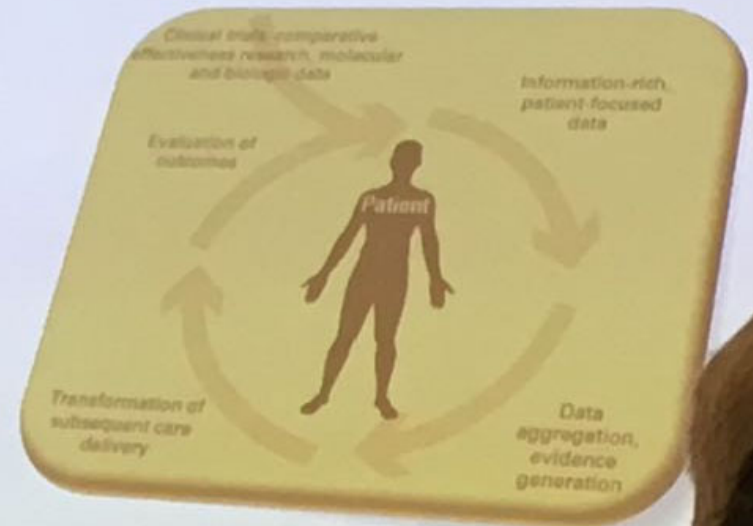 Clinical trials, comparative
effectiveness research, molecular
and biologic data
Information-rich,
patient-focused
data
Evaluation of
outcomes
Patient
Transformation of
subsequent care
delivery
Data
aggregation,
evidence
generation